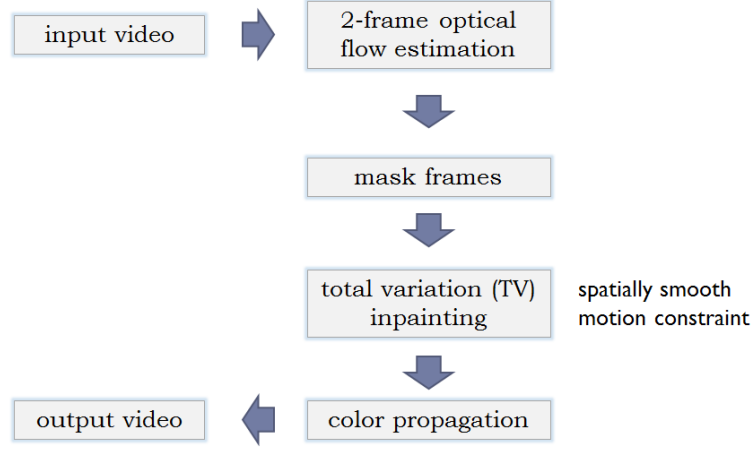 input video
2-frame optical
flow estimation
mask frames
total variation (TV)
inpainting
spatially smooth
motion constraint
color propagation
output video